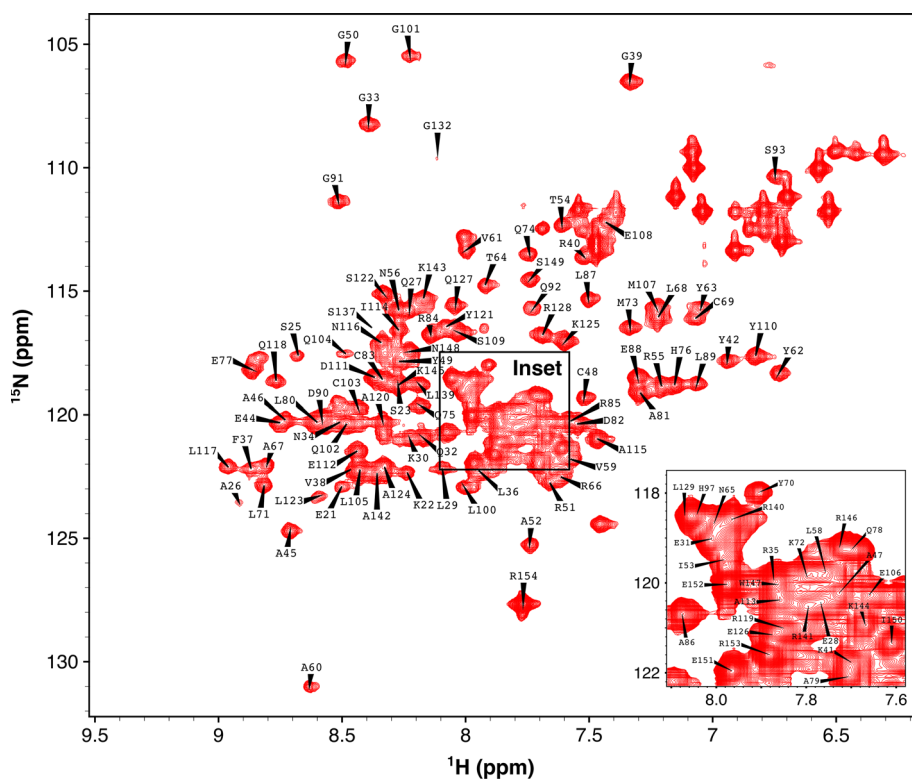 105
110
115
120
125
130
¹⁵N (ppm)
9.5
9
8.5
8
7.5
7
¹H (ppm)
G50
G101
G39
G33
G132
S93
G91
T54
V61
Q74
E108
R40
T64
S149
L87
Q92
S122
N56
Q27
K143
Q127
Y121
S109
R128
K125
M73
M107
L68
Y63
C69
S137
I114
R84
S25
Q104
N116
Q118
E77
D111
C83
N148
Y49
K146
Inset
E88
R55
H76
L89
Y42
Y110
Y62
A81
C48
R85
D82
A115
A46
L80
D90
C103
A120
S23
L139
Q75
E44
N34
Q102
K30
Q32
L117
F37
A67
E112
V38
A26
L71
L123
E21
L105
A142
A124
K22
L29
L100
L36
R51
R66
V59
A45
A52
R154
A60
118
120
122
8.0
7.8
7.6
L129
H97
N65
Y70
R140
R146
Q78
L58
K72
A47
E31
I53
R35
E106
E152
W147
A113
K144
R119
I150
A86
E126
R141
E28
R153
K41
E151
A79